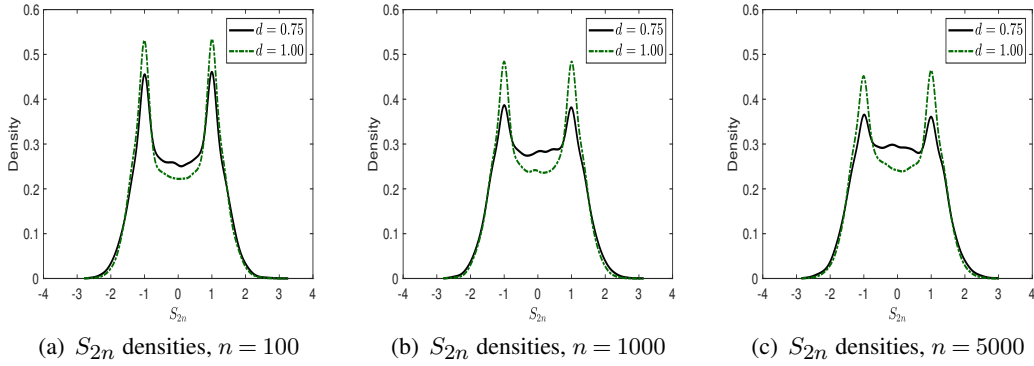 0.6
0.5
0.4
0.3
0.2
0.1
0
Density
d = 0.75
d = 1.00
-4 -3 -2 -1 0 1 2 3 4
S2n
(a) S2n densities, n = 100
0.6
0.5
0.4
0.3
0.2
0.1
0
Density
d = 0.75
d = 1.00
-4 -3 -2 -1 0 1 2 3 4
S2n
(b) S2n densities, n = 1000
0.6
0.5
0.4
0.3
0.2
0.1
0
Density
d = 0.75
d = 1.00
-4 -3 -2 -1 0 1 2 3 4
S2n
(c) S2n densities, n = 5000